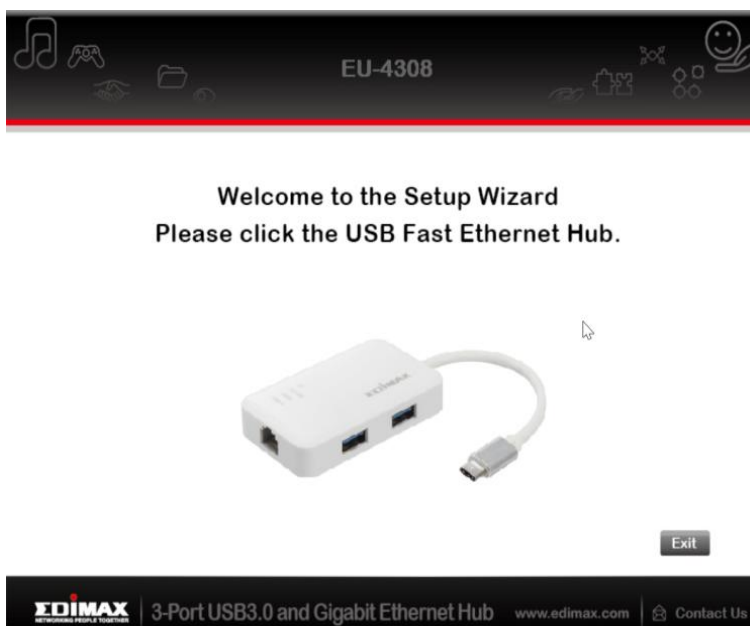 EU-4308
Welcome to the Setup Wizard
Please click the USB Fast Ethernet Hub.
EDIMAX
Exit
EDIMAX
NETWORKING PEOPLE TOGETHER
3-Port USB3.0 and Gigabit Ethernet Hub
www.edimax.com
Contact Us